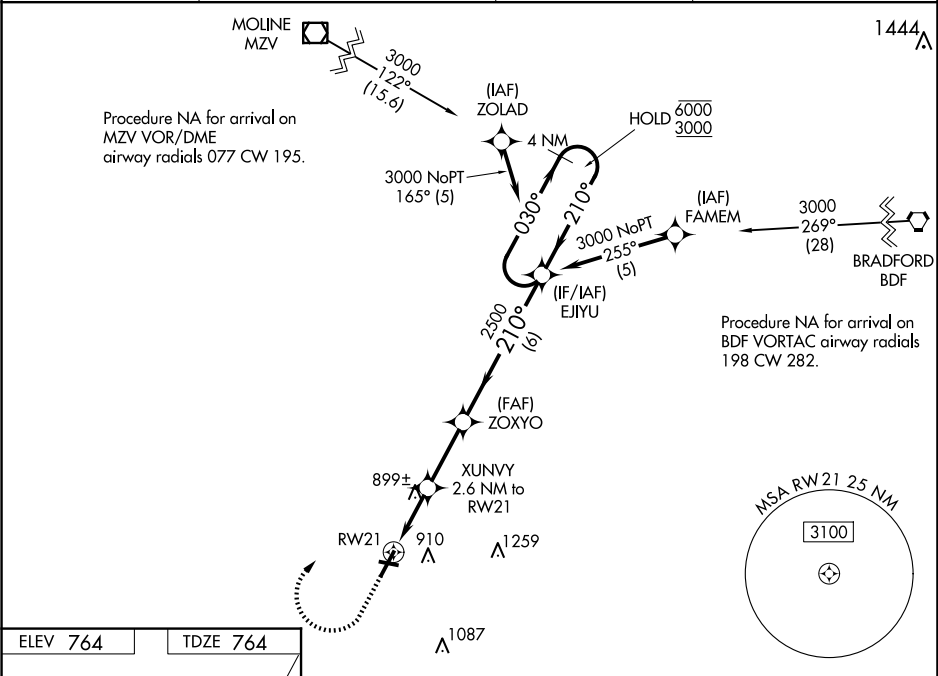 MOLINE
MZV
3000
122°
(15.6)
1444
Procedure NA for arrival on
MZV VOR/DME
airway radials 077 CW 195.
(IAF)
ZOLAD
4 NM
HOLD 6000
3000
3000 NoPT
165° (5)
030°
210°
(IAF)
FAMEM
3000 NoPT
255°
(5)
3000
269°
(28)
BRADFORD
BDF
(IF/IAF)
EJIYU
2500
210°
(6)
Procedure NA for arrival on
BDF VORTAC airway radials
198 CW 282.
(FAF)
ZOXYO
899±
XUNVY
2.6 NM to
RW21
RW21
910
1259
MSA RW21 25 NM
3100
1087
ELEV 764
TDZE 764